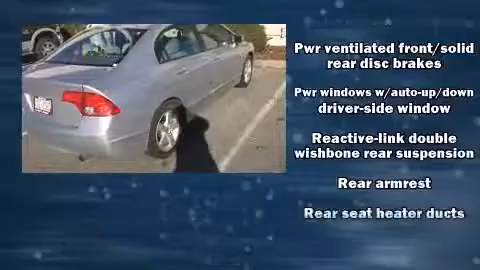 Pwr ventilated front/solid
rear disc brakes
Pwr windows w/auto-up/down
driver-side window
Reactive-link double
wishbone rear suspension
Rear armrest
Rear seat heater ducts